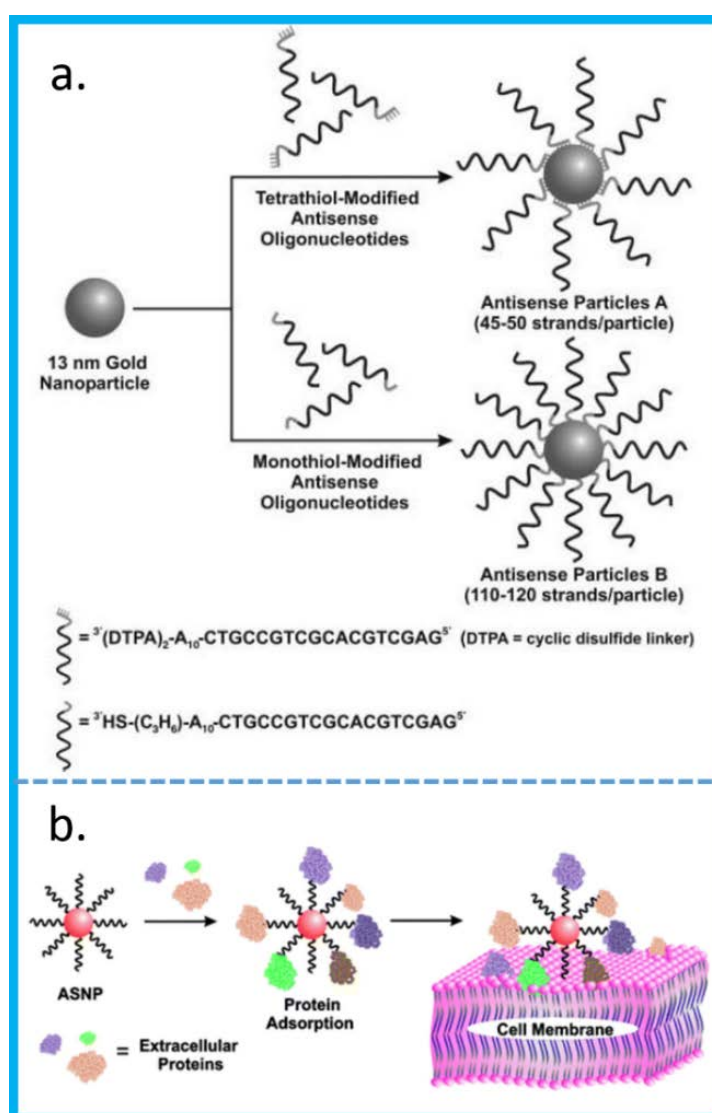 a.
Tetrathiol-Modified
Antisense
Oligonucleotides
Antisense Particles A
(45-50 strands/particle)
13 nm Gold
Nanoparticle
Monothiol-Modified
Antisense
Oligonucleotides
Antisense Particles B
(110-120 strands/particle)
= ³'(DTPA)₂-A₁₀-CTGCCGTCGCACGTCGAG⁵' (DTPA = cyclic disulfide linker)
= ³'HS-(C₃H₆)-A₁₀-CTGCCGTCGCACGTCGAG⁵'
b.
ASNP
Protein
Adsorption
Cell Membrane
= Extracellular
Proteins